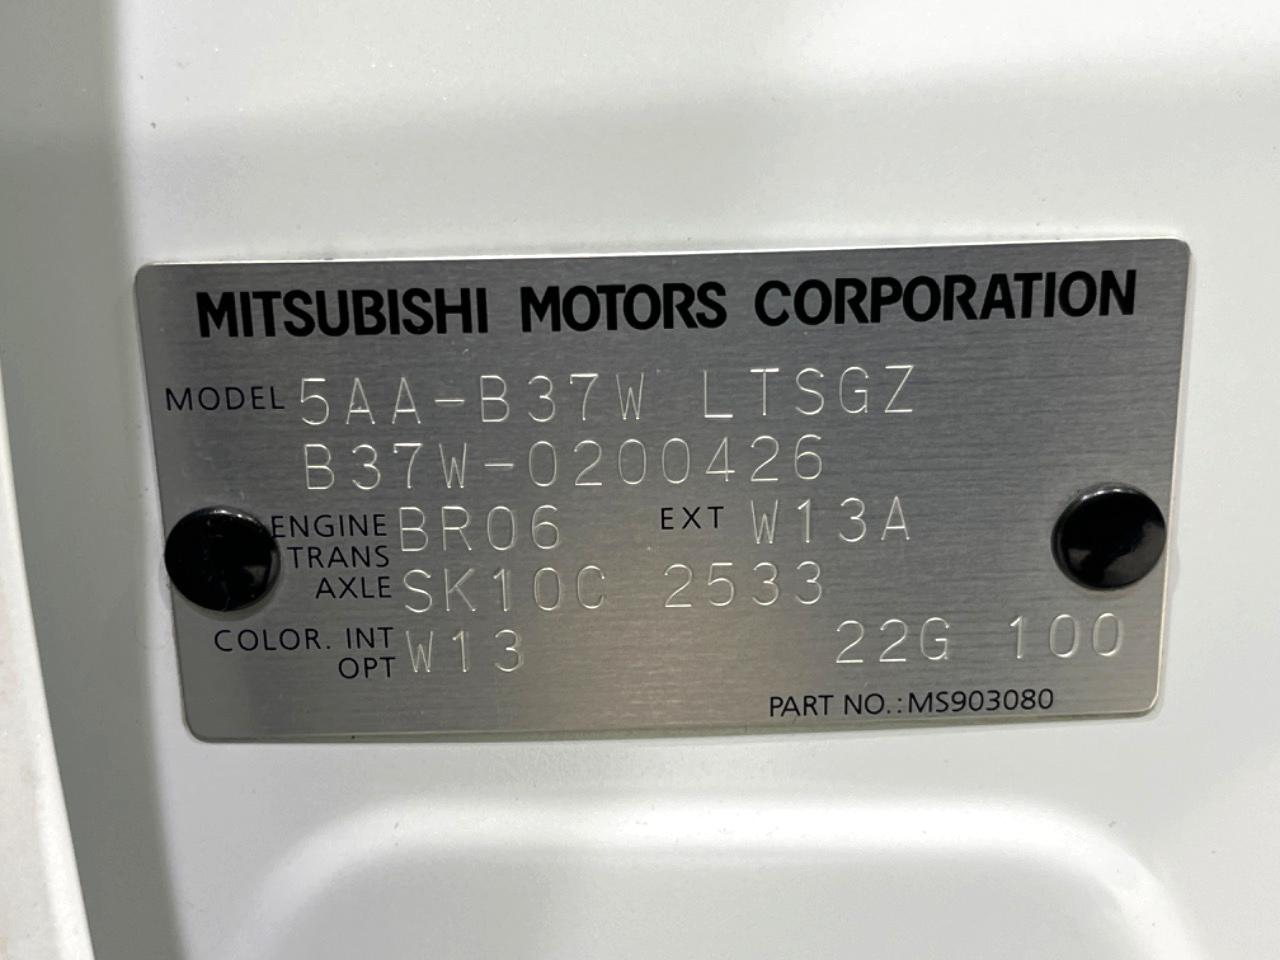 MITSUBISHI MOTORS CORPORATION
MODEL 5AA-B37W LTSGZ
B37W-0200426
ENGINE BR06 EXT W13A
TRANS
AXLE SK10C 2533
COLOR. INT W13 22G 100
OPT
PART NO.:MS903080